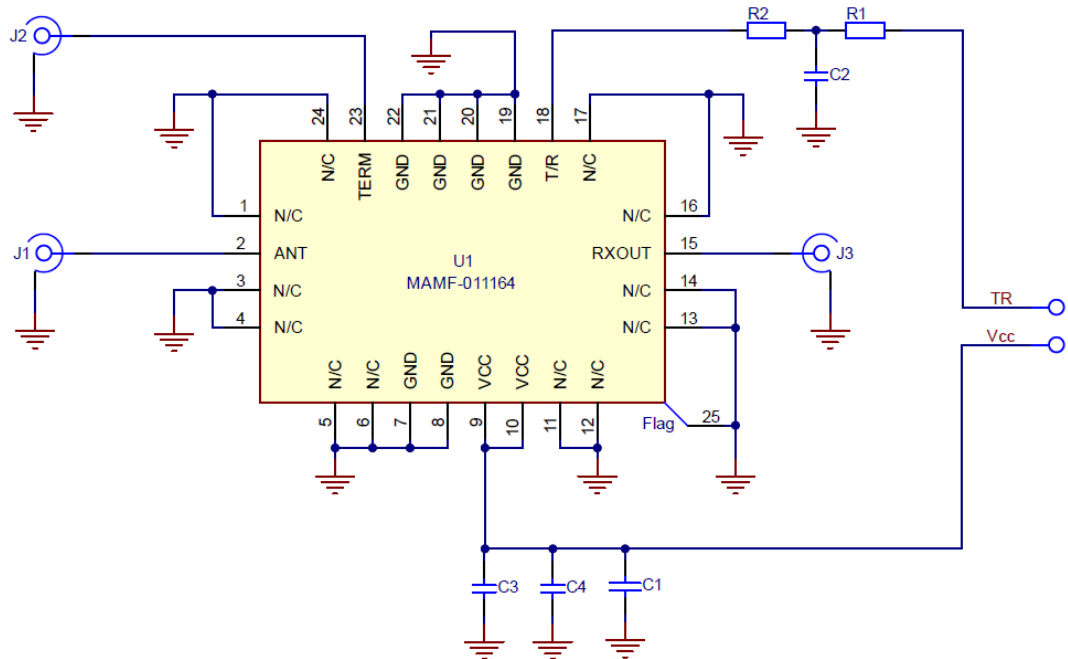 J2
R2
R1
C2
24
23
22
21
20
19
18
17
N/C
TERM
GND
GND
GND
GND
T/R
N/C
1
N/C
N/C
16
J1
2
ANT
RXOUT
15
J3
U1
MAMF-011164
3
N/C
N/C
14
4
N/C
N/C
13
TR
Vcc
N/C
N/C
GND
GND
VCC
VCC
N/C
N/C
5
6
7
8
9
10
11
12
Flag
25
C3
C4
C1